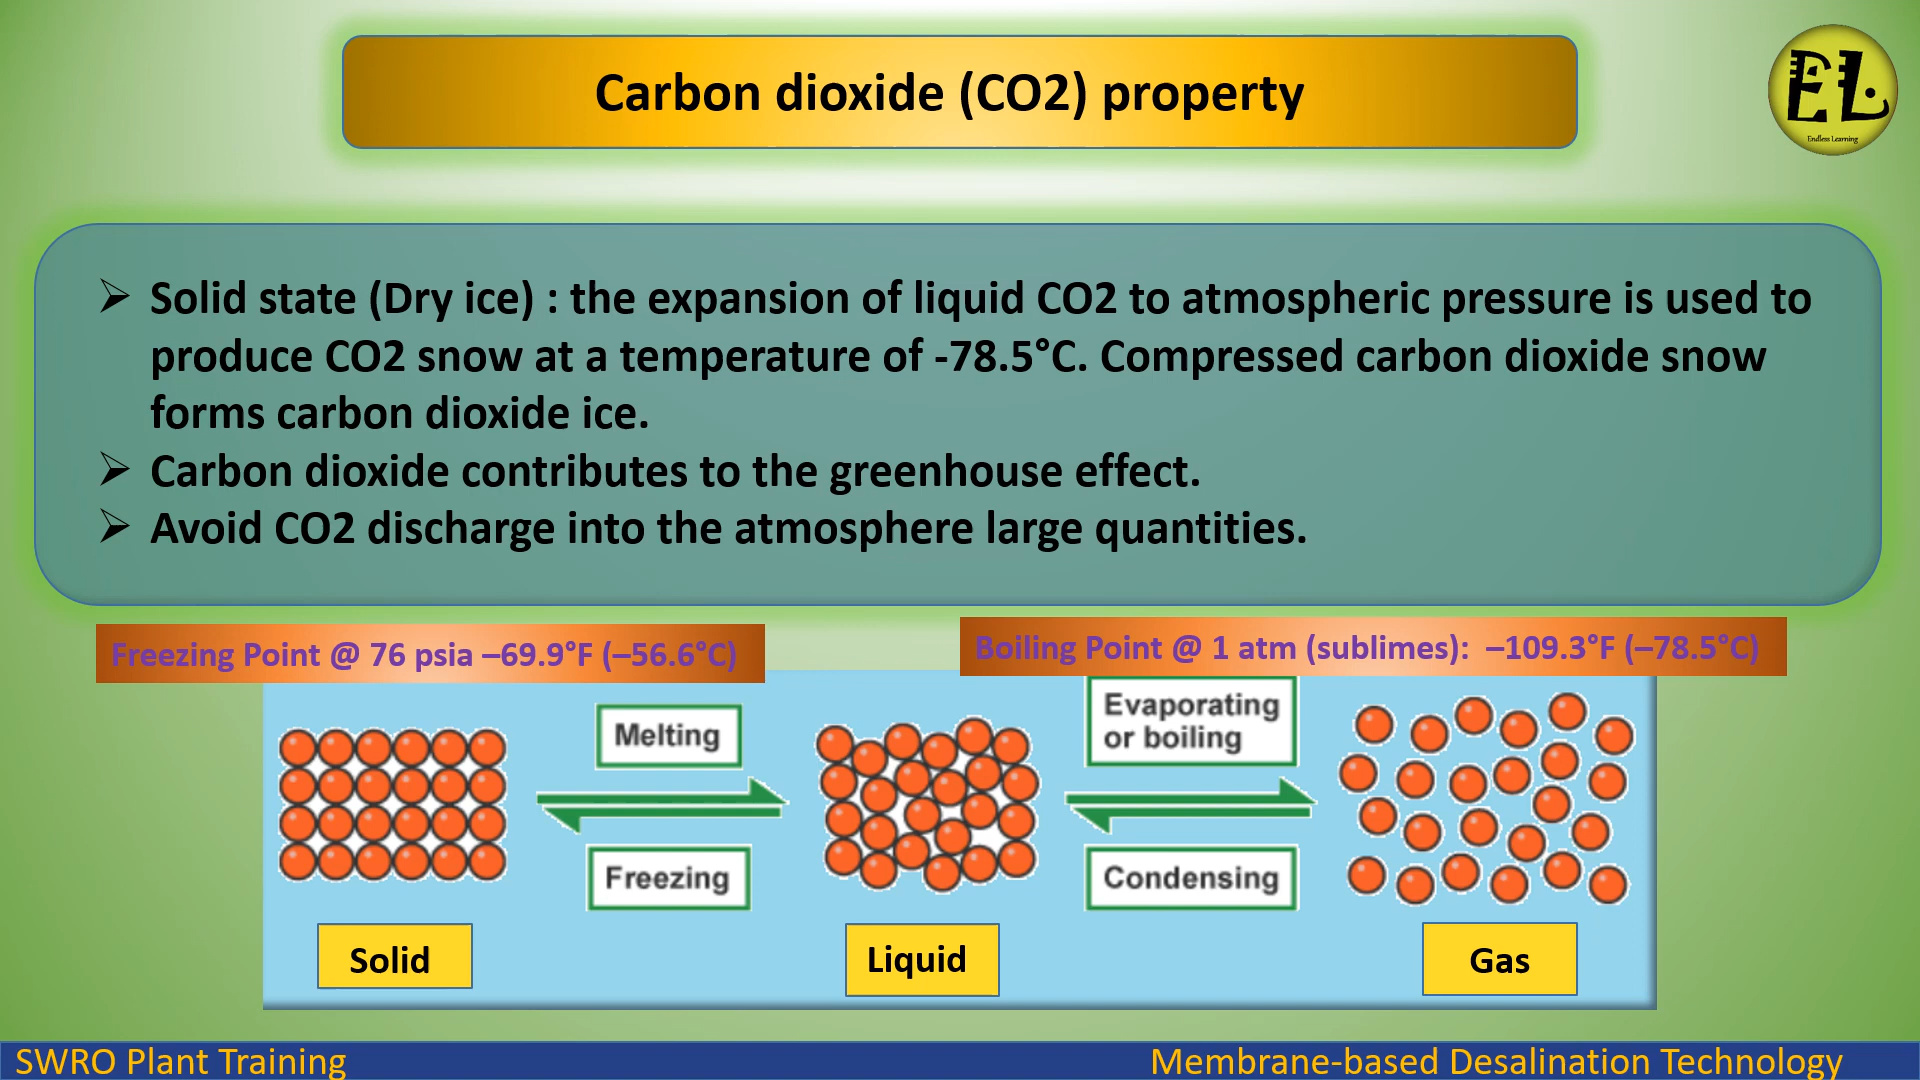 Carbon dioxide (CO2) property
EL
Endless Learning
➢ Solid state (Dry ice) : the expansion of liquid CO2 to atmospheric pressure is used to
produce CO2 snow at a temperature of -78.5°C. Compressed carbon dioxide snow
forms carbon dioxide ice.
➢ Carbon dioxide contributes to the greenhouse effect.
➢ Avoid CO2 discharge into the atmosphere large quantities.
Freezing Point @ 76 psia –69.9°F (–56.6°C)
Boiling Point @ 1 atm (sublimes):  –109.3°F (–78.5°C)
Melting
Evaporating
or boiling
Freezing
Condensing
Solid
Liquid
Gas
SWRO Plant Training
Membrane-based Desalination Technology